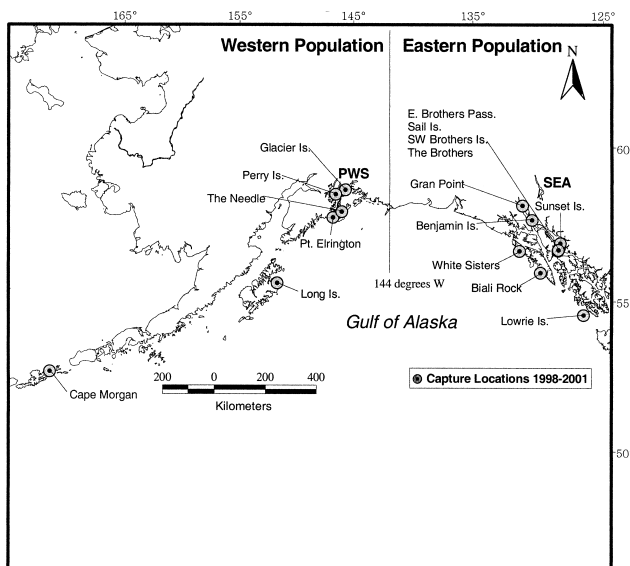 165° 155° 145° 135° 125°
Western Population
Eastern Population
N
E. Brothers Pass.
Sail Is.
SW Brothers Is.
The Brothers
Glacier Is.
60
PWS
Perry Is.
SEA
Gran Point
The Needle
Sunset Is.
Benjamin Is.
Pt. Elrington
White Sisters
144 degrees W
Biali Rock
Long Is.
55
Gulf of Alaska
Lowrie Is.
200 0 200 400
Kilometers
Capture Locations 1998-2001
Cape Morgan
50